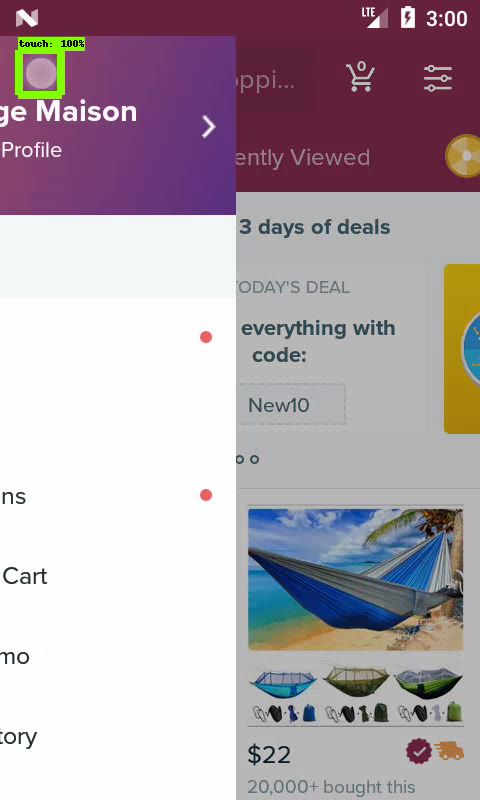 LTE
3:00
touch: 100%
0
oppi...
ge Maison
Profile
ently Viewed
3 days of deals
TODAY'S DEAL
everything with
code:
New10
ns
Cart
mo
tory
$22
20,000+ bought this